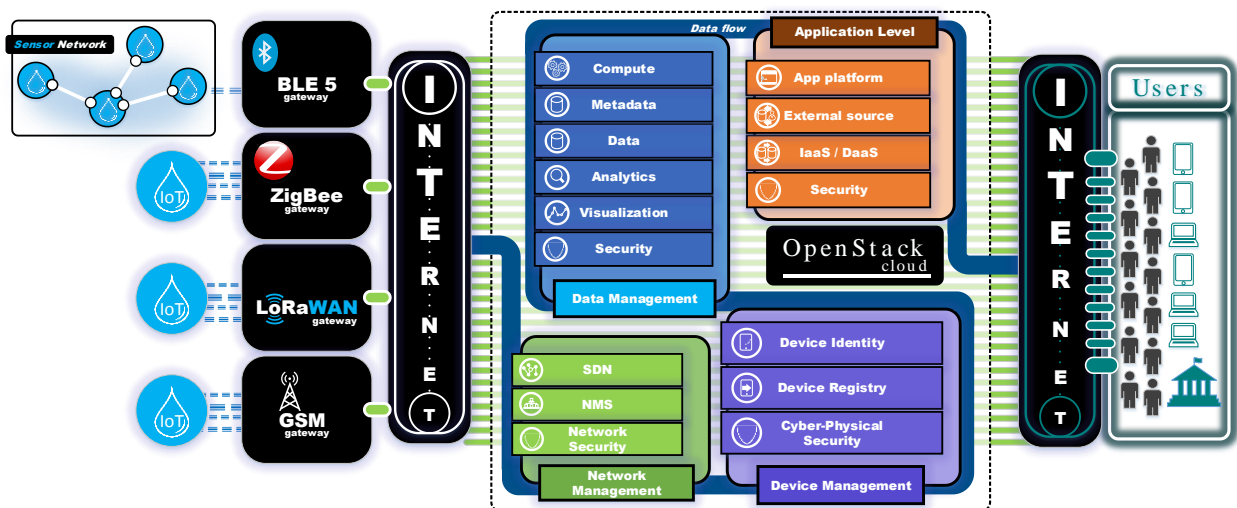 Sensor Network
BLE 5
gateway
ZigBee
gateway
LoRaWAN
gateway
GSM
gateway
IoT
IoT
IoT
INTERNET
Data flow
Compute
Metadata
Data
Analytics
Visualization
Security
Data Management
Application Level
App platform
External source
IaaS / DaaS
Security
OpenStack
cloud
SDN
NMS
Network
Security
Network
Management
Device Identity
Device Registry
Cyber-Physical
Security
Device Management
INTERNET
Users